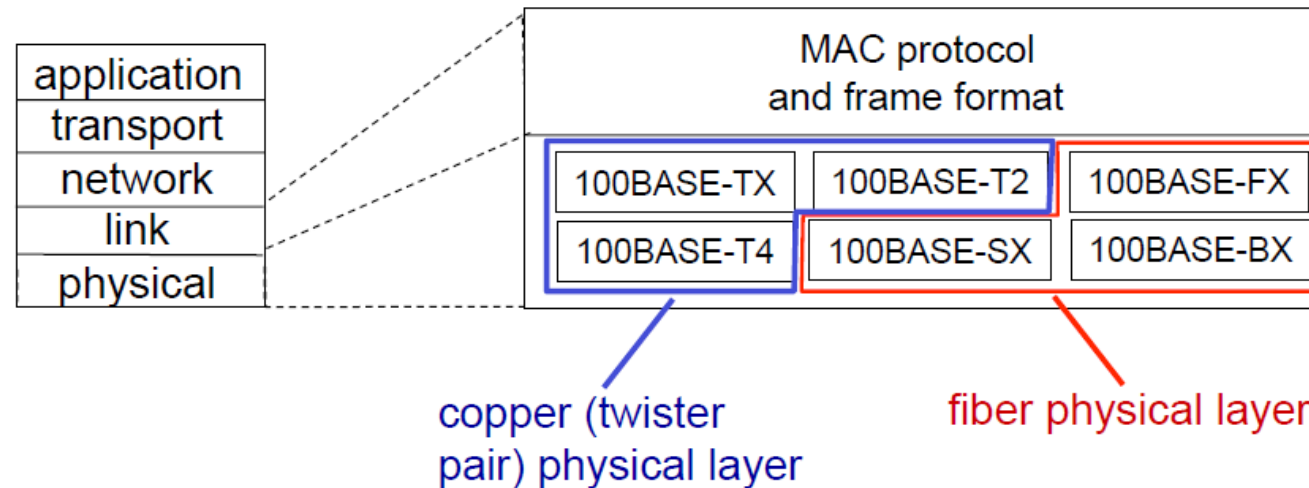 application
transport
network
link
physical
MAC protocol
and frame format
100BASE-TX
100BASE-T2
100BASE-FX
100BASE-T4
100BASE-SX
100BASE-BX
copper (twister
pair) physical layer
fiber physical layer